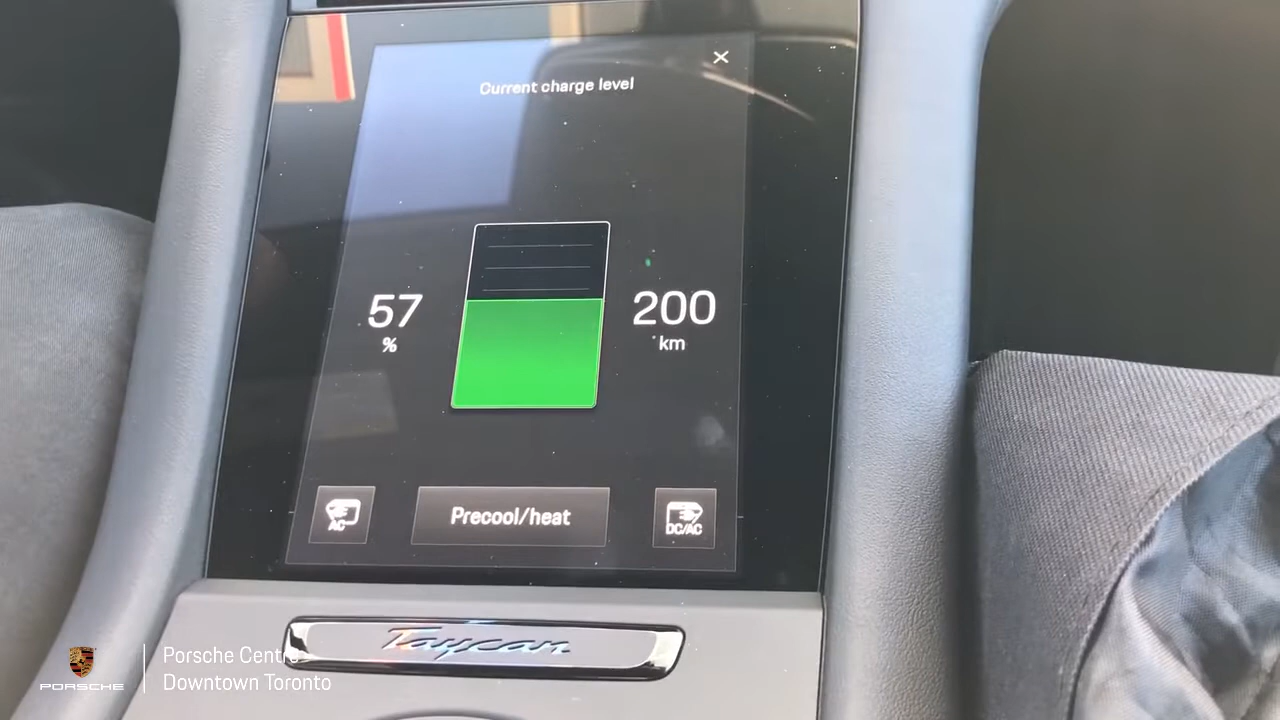 Current charge level
57
%
200
km
AC
Precool/heat
DC/AC
Taycan
PORSCHE
Porsche Centre
Downtown Toronto